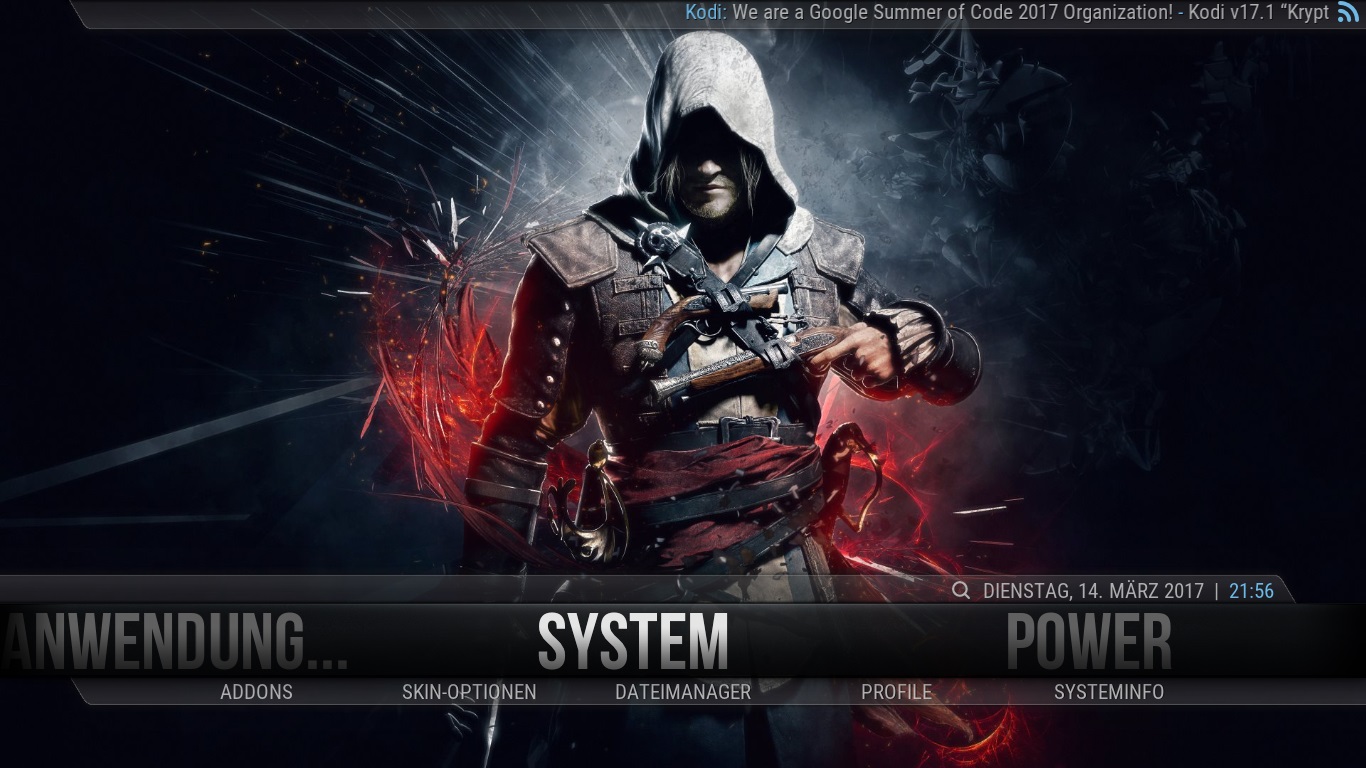 Kodi: We are a Google Summer of Code 2017 Organization! - Kodi v17.1 “Krypt
DIENSTAG, 14. MÄRZ 2017 | 21:56
ANWENDUNG... SYSTEM POWER
ADDONS SKIN-OPTIONEN DATEIMANAGER PROFILE SYSTEMINFO